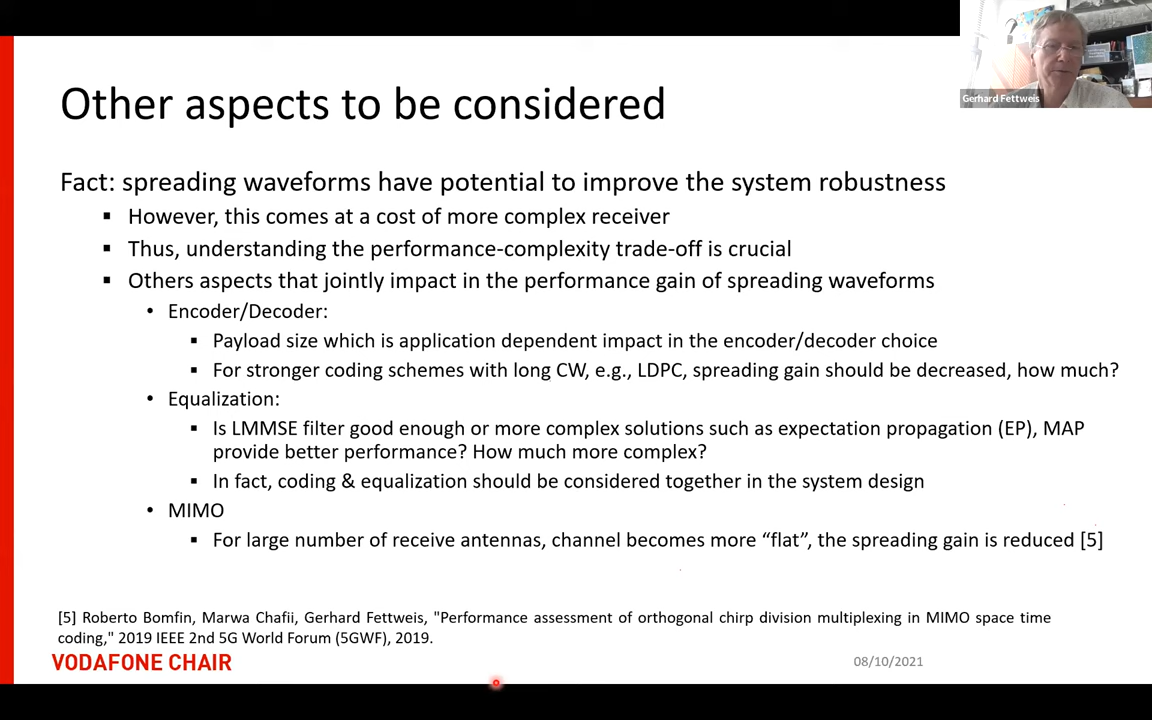 Gerhard Fettweis
Other aspects to be considered
Fact: spreading waveforms have potential to improve the system robustness
▪ However, this comes at a cost of more complex receiver
▪ Thus, understanding the performance-complexity trade-off is crucial
▪ Others aspects that jointly impact in the performance gain of spreading waveforms
• Encoder/Decoder:
▪ Payload size which is application dependent impact in the encoder/decoder choice
▪ For stronger coding schemes with long CW, e.g., LDPC, spreading gain should be decreased, how much?
• Equalization:
▪ Is LMMSE filter good enough or more complex solutions such as expectation propagation (EP), MAP
provide better performance? How much more complex?
▪ In fact, coding & equalization should be considered together in the system design
• MIMO
▪ For large number of receive antennas, channel becomes more “flat”, the spreading gain is reduced [5]
[5] Roberto Bomfin, Marwa Chafii, Gerhard Fettweis, "Performance assessment of orthogonal chirp division multiplexing in MIMO space time
coding," 2019 IEEE 2nd 5G World Forum (5GWF), 2019.
VODAFONE CHAIR
08/10/2021